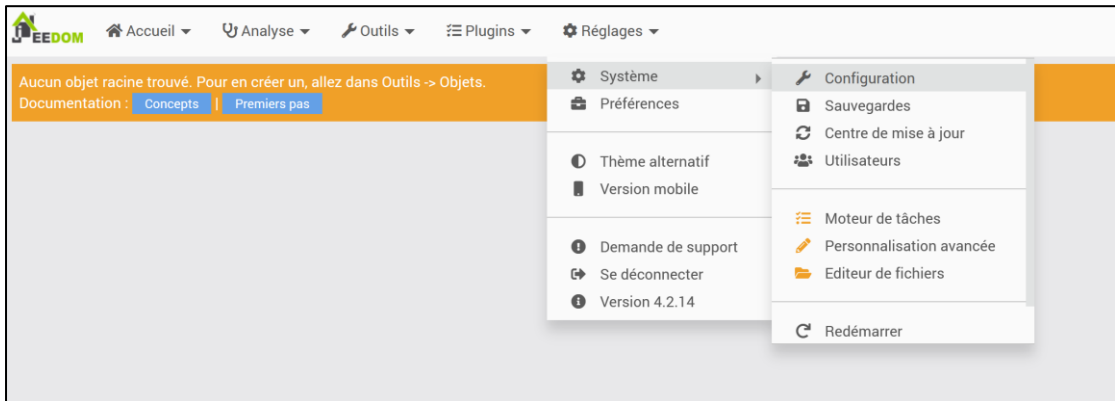 JEEDOM Accueil Analyse Outils Plugins Réglages
Aucun objet racine trouvé. Pour en créer un, allez dans Outils -> Objets.
Documentation : Concepts | Premiers pas
Système
Préférences
Thème alternatif
Version mobile
Demande de support
Se déconnecter
Version 4.2.14
Configuration
Sauvegardes
Centre de mise à jour
Utilisateurs
Moteur de tâches
Personnalisation avancée
Editeur de fichiers
Redémarrer